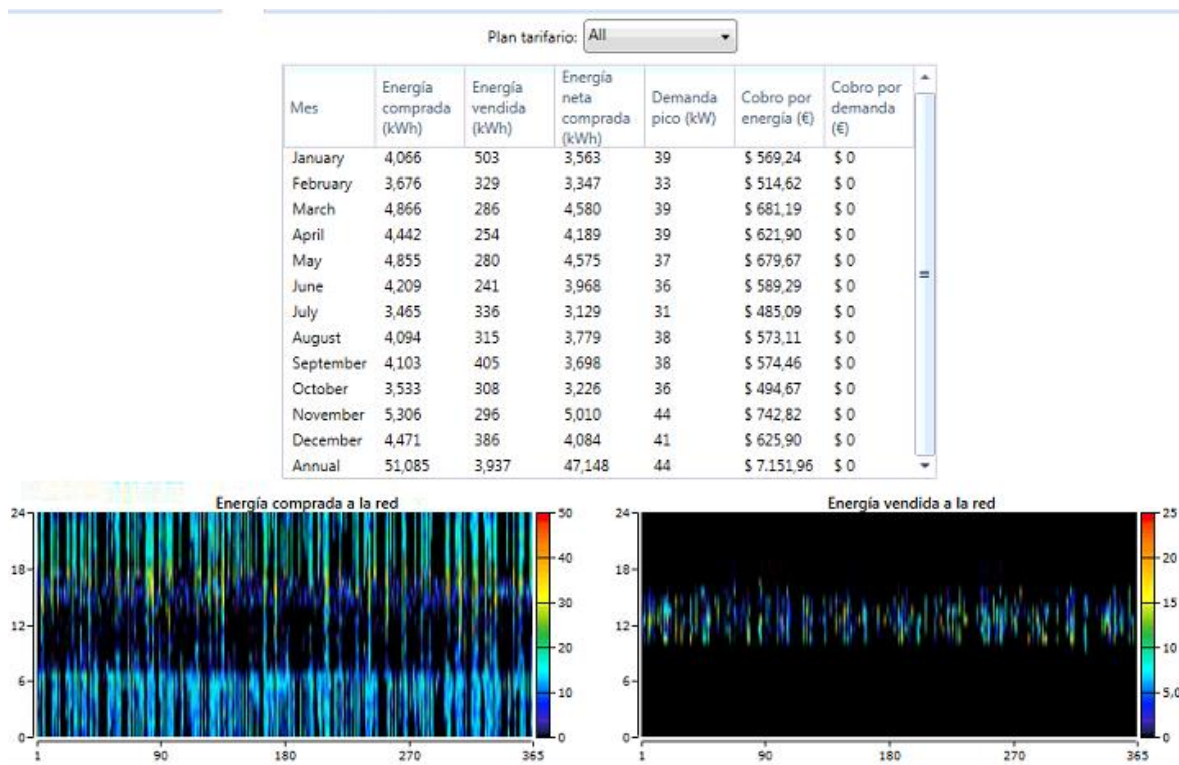 Plan tarifario: All
Mes Energía comprada (kWh) Energía vendida (kWh) Energía neta comprada (kWh) Demanda pico (kW) Cobro por energía (€) Cobro por demanda (€)
January 4,066 503 3,563 39 $ 569,24 $ 0
February 3,676 329 3,347 33 $ 514,62 $ 0
March 4,866 286 4,580 39 $ 681,19 $ 0
April 4,442 254 4,189 39 $ 621,90 $ 0
May 4,855 280 4,575 37 $ 679,67 $ 0
June 4,209 241 3,968 36 $ 589,29 $ 0
July 3,465 336 3,129 31 $ 485,09 $ 0
August 4,094 315 3,779 38 $ 573,11 $ 0
September 4,103 405 3,698 38 $ 574,46 $ 0
October 3,533 308 3,226 36 $ 494,67 $ 0
November 5,306 296 5,010 44 $ 742,82 $ 0
December 4,471 386 4,084 41 $ 625,90 $ 0
Annual 51,085 3,937 47,148 44 $ 7.151,96 $ 0
Energía comprada a la red
24
18
12
6
0
1 90 180 270 365
50
40
30
20
10
0
Energía vendida a la red
24
18
12
6
0
1 90 180 270 365
25
20
15
10
5,0
0